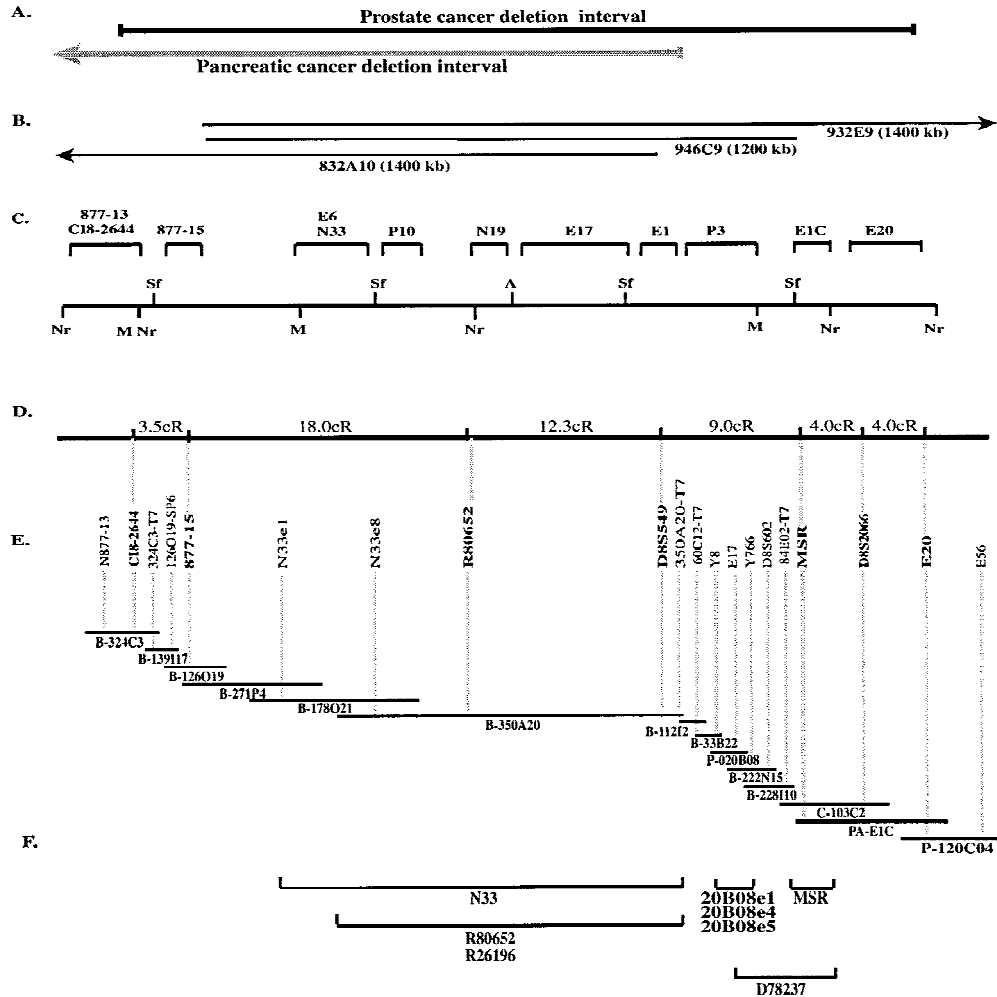 A.
Prostate cancer deletion interval
Pancreatic cancer deletion interval
B.
932E9 (1400 kb)
946C9 (1200 kb)
832A10 (1400 kb)
C.
877-13
CI8-2644
877-15
E6
N33
P10
N19
E17
E1
P3
E1C
E20
Sf
Sf
A
Sf
Sf
Nr
M
Nr
M
Nr
M
Nr
Nr
D.
3.5cR
18.0cR
12.3cR
9.0cR
4.0cR
4.0cR
E.
N877-13
CI8-2644
324C3-T7
126O19-SP6
877-15
N33e1
N33e8
R80652
D8S549
350A20-T7
60C12-T7
Y8
E17
Y766
D8S602
84E02-T7
MSR
D8S2066
E20
E56
B-324C3
B-139I17
B-126O19
B-271P4
B-178O21
B-350A20
B-112I2
B-33B22
P-020B08
B-222N15
B-228I10
C-103C2
PA-E1C
P-120C04
F.
N33
20B08e1
20B08e4
20B08e5
MSR
R80652
R26196
D78237